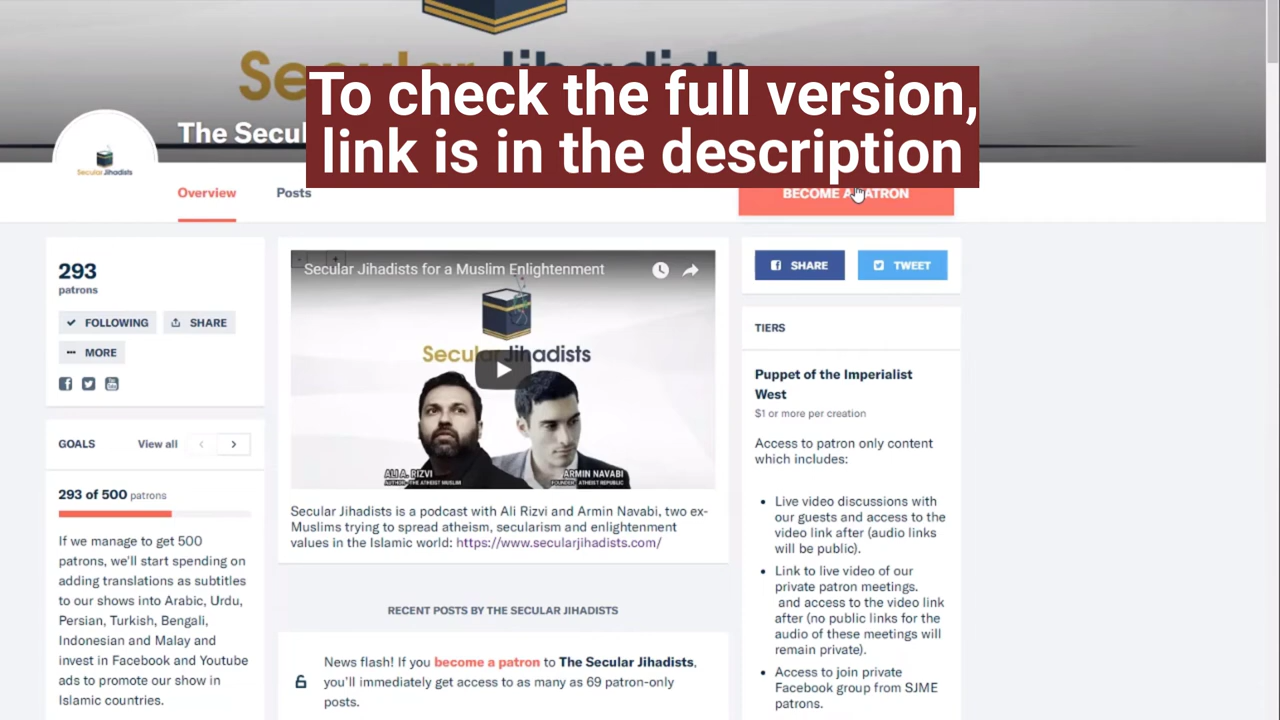 Secular Jihadists
To check the full version,
link is in the description
The Secul
Secular Jihadists
Overview
Posts
BECOME A PATRON
293
patrons
FOLLOWING
SHARE
MORE
GOALS
View all
293 of 500 patrons
If we manage to get 500
patrons, we'll start spending on
adding translations as subtitles
to our shows into Arabic, Urdu,
Persian, Turkish, Bengali,
Indonesian and Malay and
invest in Facebook and Youtube
ads to promote our show in
Islamic countries.
Secular Jihadists for a Muslim Enlightenment
Secular Jihadists
ALI A. RIZVI
AUTHOR - THE ATHEIST MUSLIM
ARMIN NAVABI
FOUNDER - ATHEIST REPUBLIC
Secular Jihadists is a podcast with Ali Rizvi and Armin Navabi, two ex-
Muslims trying to spread atheism, secularism and enlightenment
values in the Islamic world: https://www.secularjihadists.com/
RECENT POSTS BY THE SECULAR JIHADISTS
News flash! If you become a patron to The Secular Jihadists,
you'll immediately get access to as many as 69 patron-only
posts.
SHARE
TWEET
TIERS
Puppet of the Imperialist
West
$1 or more per creation
Access to patron only content
which includes:
Live video discussions with
our guests and access to the
video link after (audio links
will be public).
Link to live video of our
private patron meetings.
and access to the video link
after (no public links for the
audio of these meetings will
remain private).
Access to join private
Facebook group from SJME
patrons.